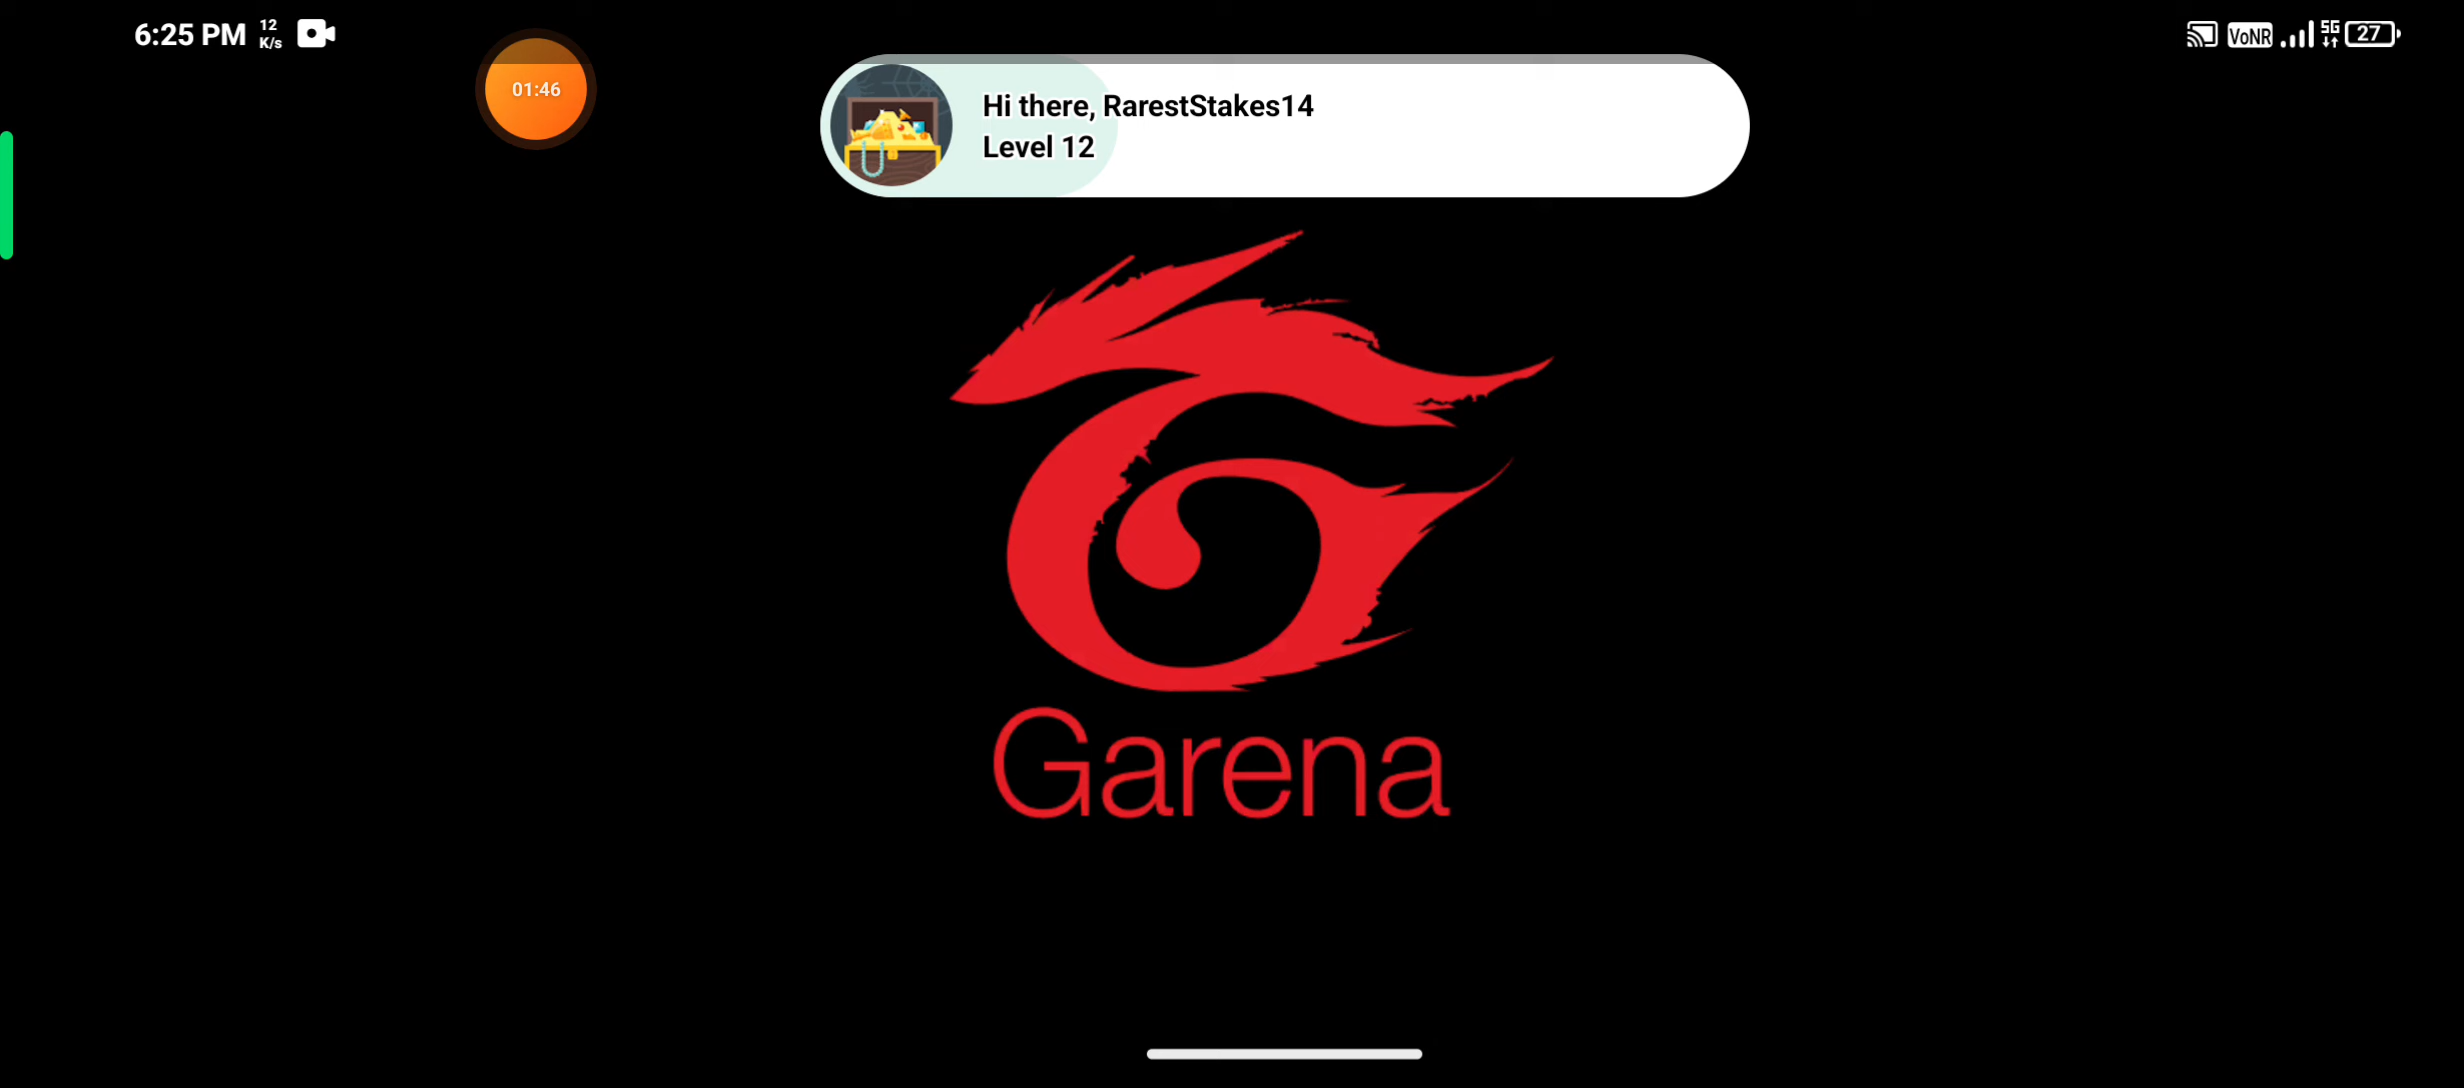 6:25 PM 12 K/s
01:46
VoNR 5G 27
Hi there, RarestStakes14
Level 12
Garena